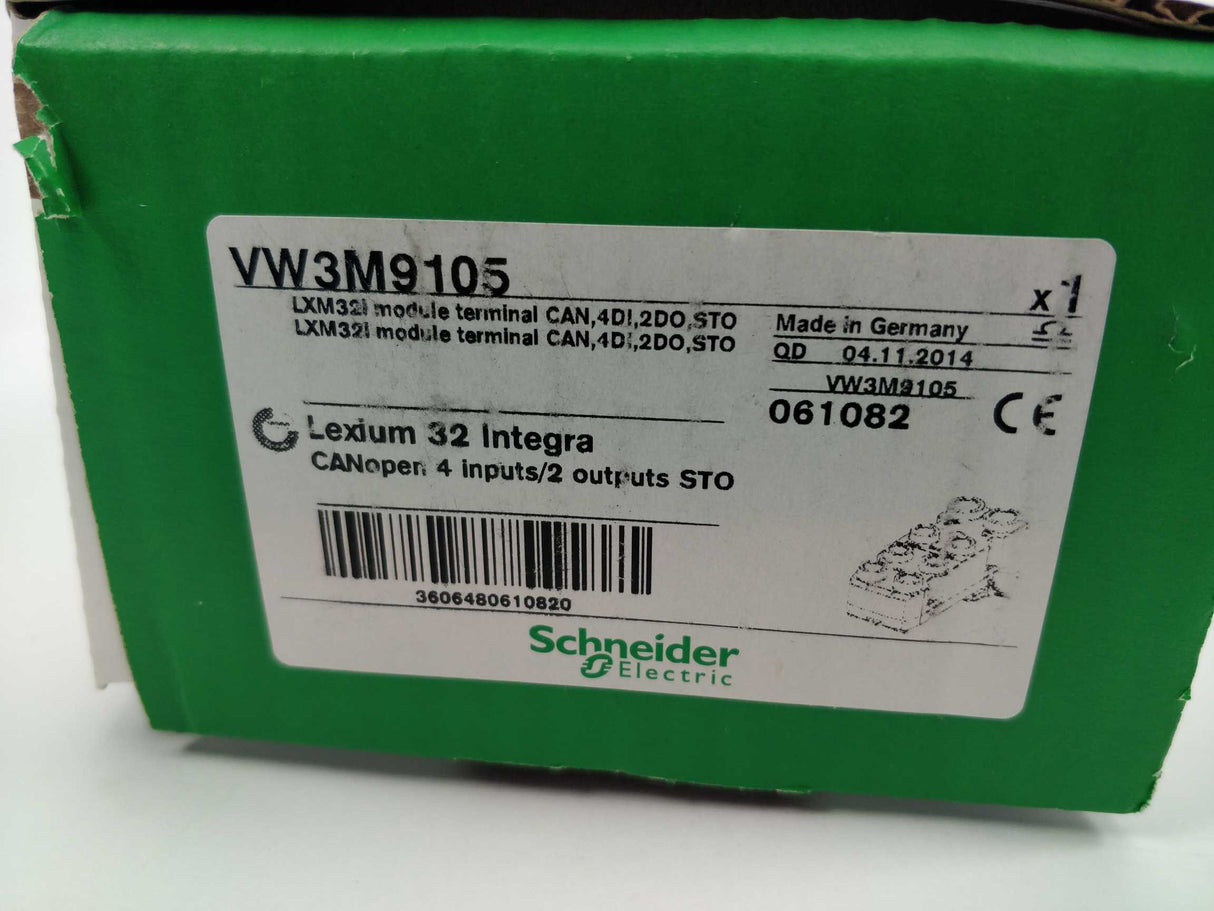 VW3M9105
x 1
LXM32I module terminal CAN,4DI,2DO,STO
LXM32I module terminal CAN,4DI,2DO,STO
Made in Germany
QD 04.11.2014
VW3M9105
061082
CE
Lexium 32 Integra
CANopen 4 inputs/2 outputs STO
3606480610820
Schneider
Electric